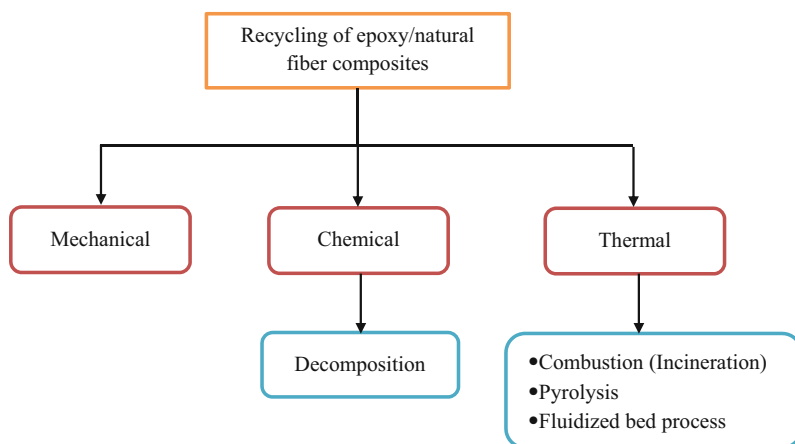 Recycling of epoxy/natural
fiber composites
Mechanical
Chemical
Thermal
Decomposition
•Combustion (Incineration)
•Pyrolysis
•Fluidized bed process